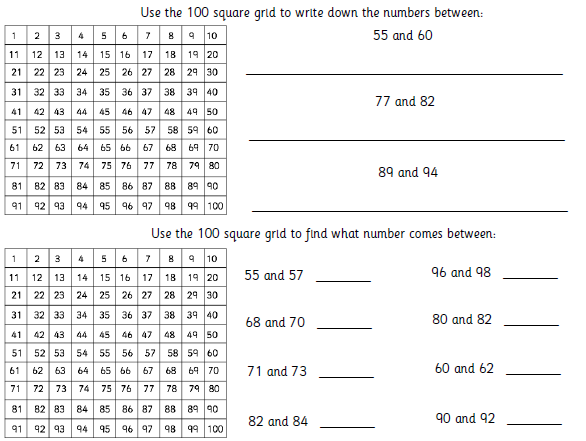 Use the 100 square grid to write down the numbers between:
1 2 3 4 5 6 7 8 9 10
11 12 13 14 15 16 17 18 19 20
21 22 23 24 25 26 27 28 29 30
31 32 33 34 35 36 37 38 39 40
41 42 43 44 45 46 47 48 49 50
51 52 53 54 55 56 57 58 59 60
61 62 63 64 65 66 67 68 69 70
71 72 73 74 75 76 77 78 79 80
81 82 83 84 85 86 87 88 89 90
91 92 93 94 95 96 97 98 99 100
55 and 60
77 and 82
89 and 94
Use the 100 square grid to find what number comes between:
1 2 3 4 5 6 7 8 9 10
11 12 13 14 15 16 17 18 19 20
21 22 23 24 25 26 27 28 29 30
31 32 33 34 35 36 37 38 39 40
41 42 43 44 45 46 47 48 49 50
51 52 53 54 55 56 57 58 59 60
61 62 63 64 65 66 67 68 69 70
71 72 73 74 75 76 77 78 79 80
81 82 83 84 85 86 87 88 89 90
91 92 93 94 95 96 97 98 99 100
55 and 57
68 and 70
71 and 73
82 and 84
96 and 98
80 and 82
60 and 62
90 and 92